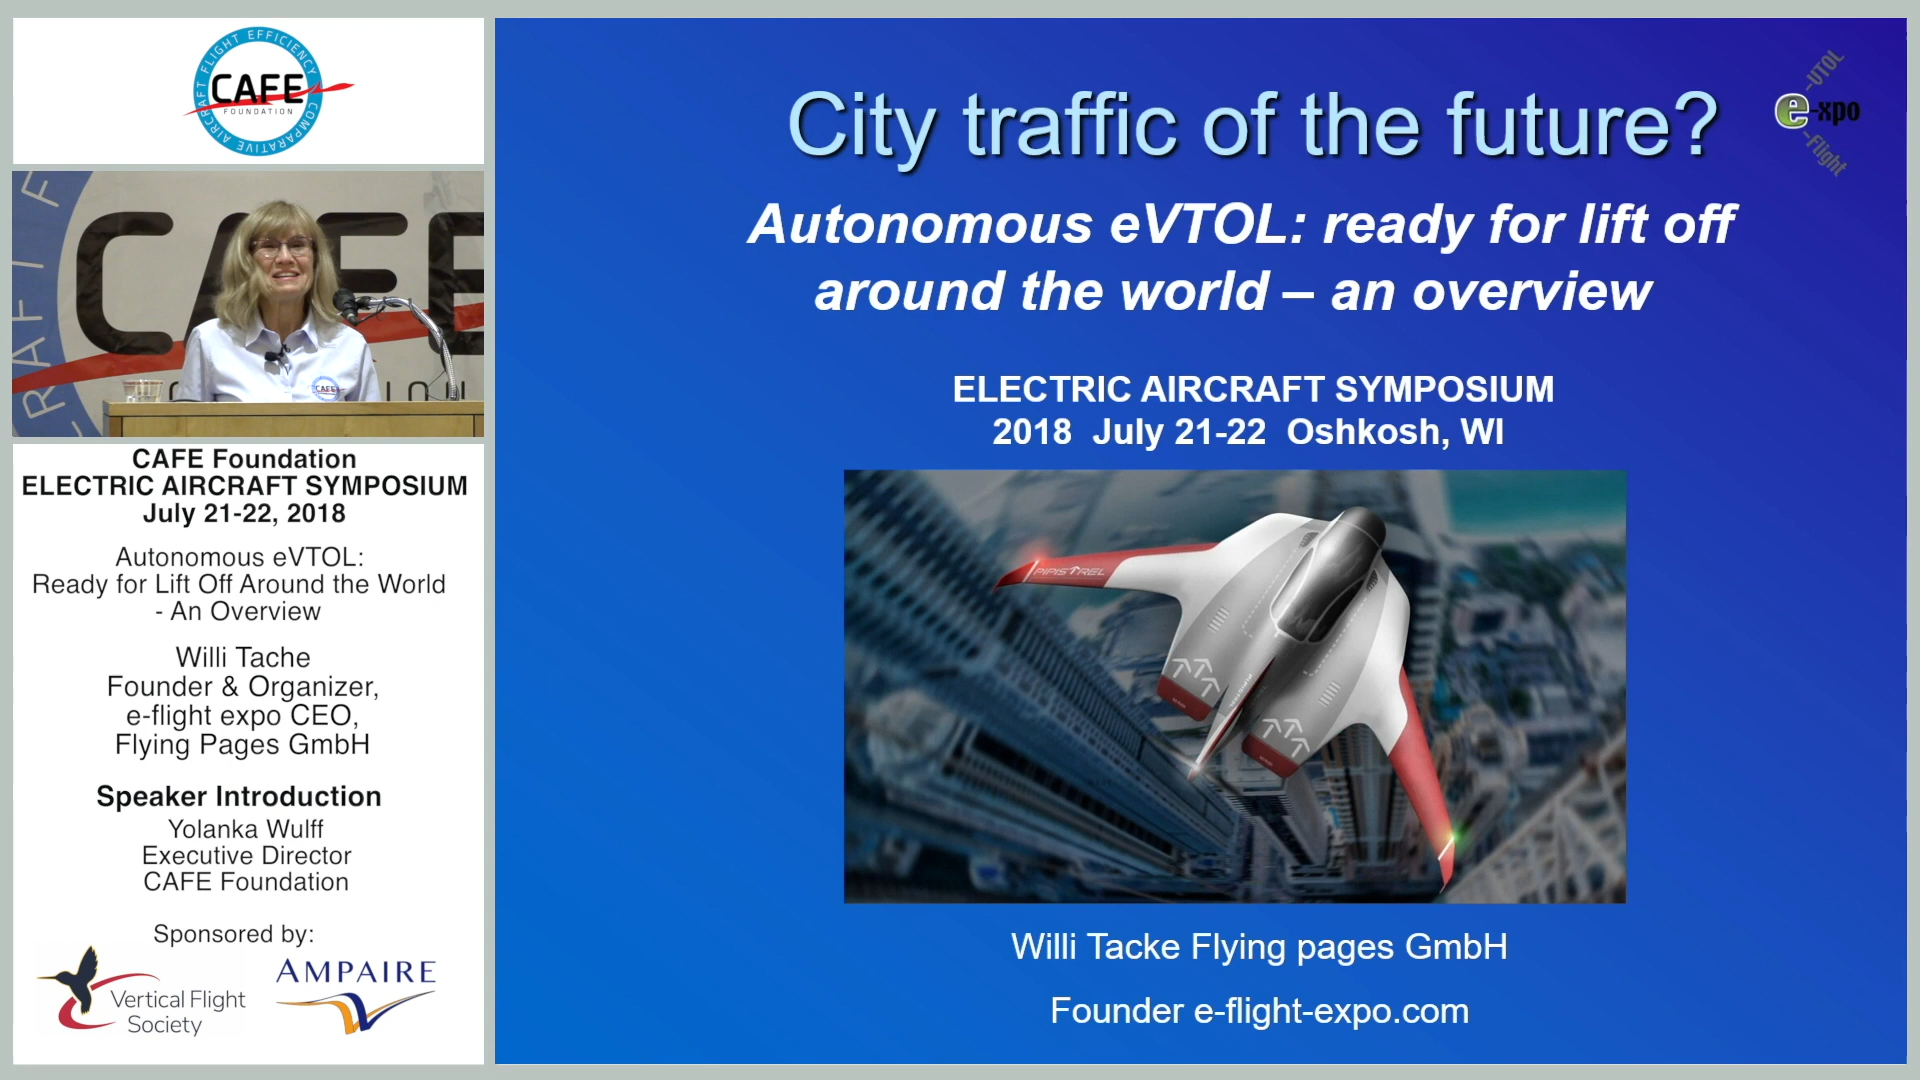 AIRCRAFT FLIGHT EFFICIENCY
COMPARATIVE
CAFE
FOUNDATION
CAFE
RAFT F
CAFE
CAFE Foundation
ELECTRIC AIRCRAFT SYMPOSIUM
July 21-22, 2018
Autonomous eVTOL:
Ready for Lift Off Around the World
- An Overview
Willi Tache
Founder & Organizer,
e-flight expo CEO,
Flying Pages GmbH
Speaker Introduction
Yolanka Wulff
Executive Director
CAFE Foundation
Sponsored by:
Vertical Flight
Society
AMPAIRE
City traffic of the future?
e-xpo
-VTOL
-Flight
Autonomous eVTOL: ready for lift off
around the world – an overview
ELECTRIC AIRCRAFT SYMPOSIUM
2018 July 21-22 Oshkosh, WI
PIPISTREL
Willi Tacke Flying pages GmbH
Founder e-flight-expo.com